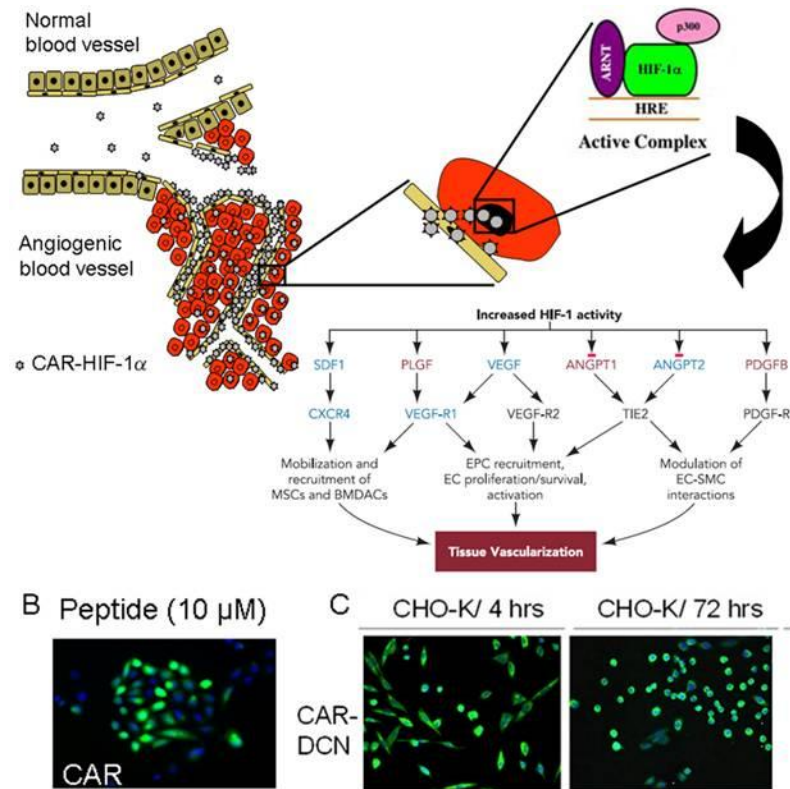 Normal
blood vessel
Angiogenic
blood vessel
CAR-HIF-1α
ARNT
p300
HIF-1α
HRE
Active Complex
Increased HIF-1 activity
SDF1 PLGF VEGF ANGPT1 ANGPT2 PDGFB
CXCR4 VEGF-R1 VEGF-R2 TIE2 PDGF-R
Mobilization and
recruitment of
MSCs and BMDACs
EPC recruitment,
EC proliferation/survival,
activation
Modulation of
EC-SMC
interactions
Tissue Vascularization
B Peptide (10 µM)
CAR
C CHO-K/ 4 hrs CHO-K/ 72 hrs
CAR-
DCN